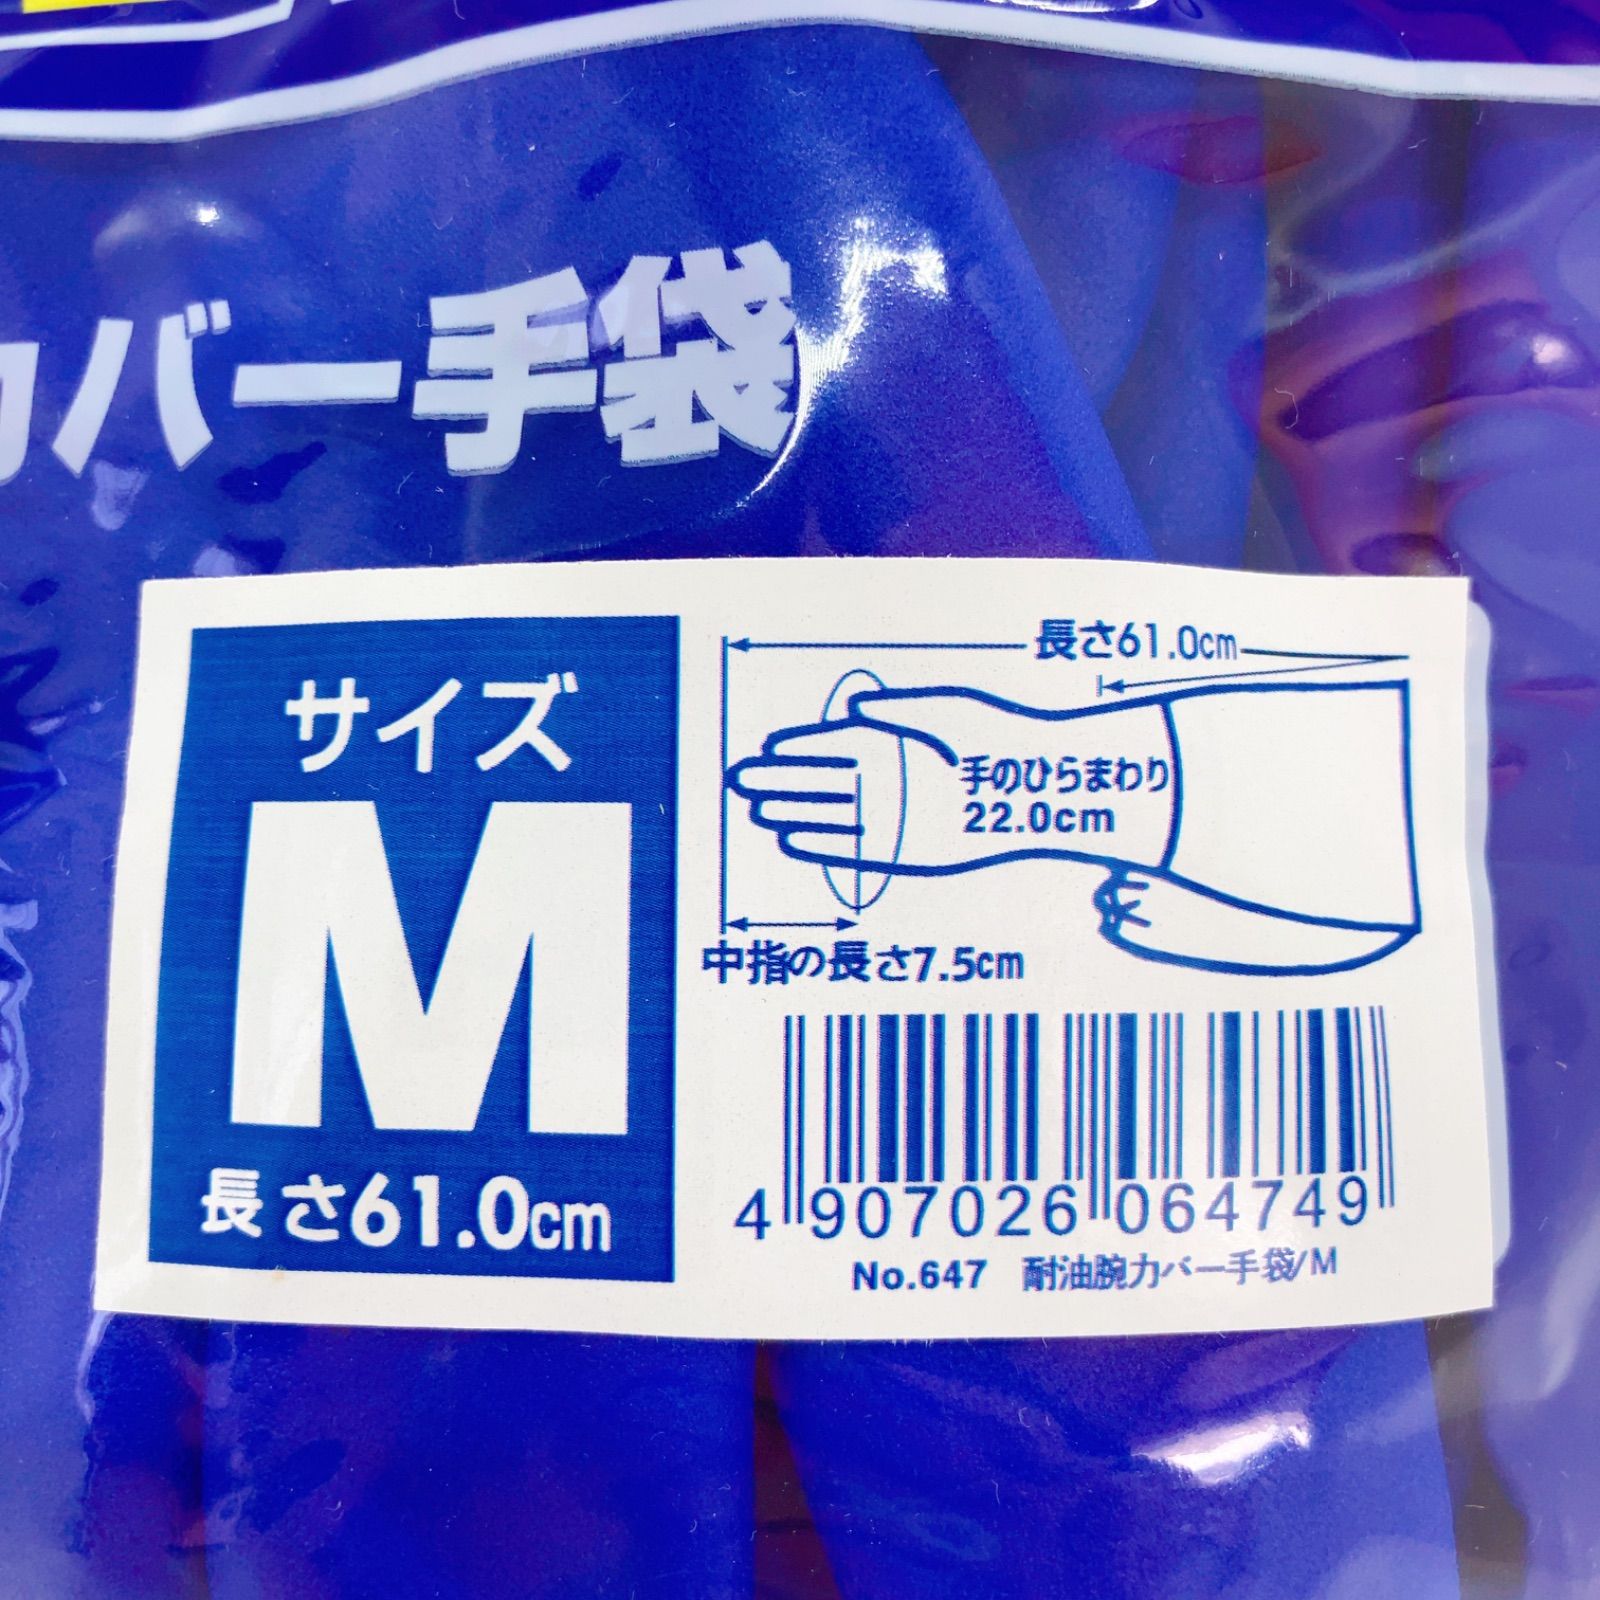 カバー手袋
サイズ
M
長さ61.0cm
長さ61.0cm
手のひらまわり
22.0cm
中指の長さ7.5cm
4 907026 064749
No.647 耐油腕カバー手袋/M